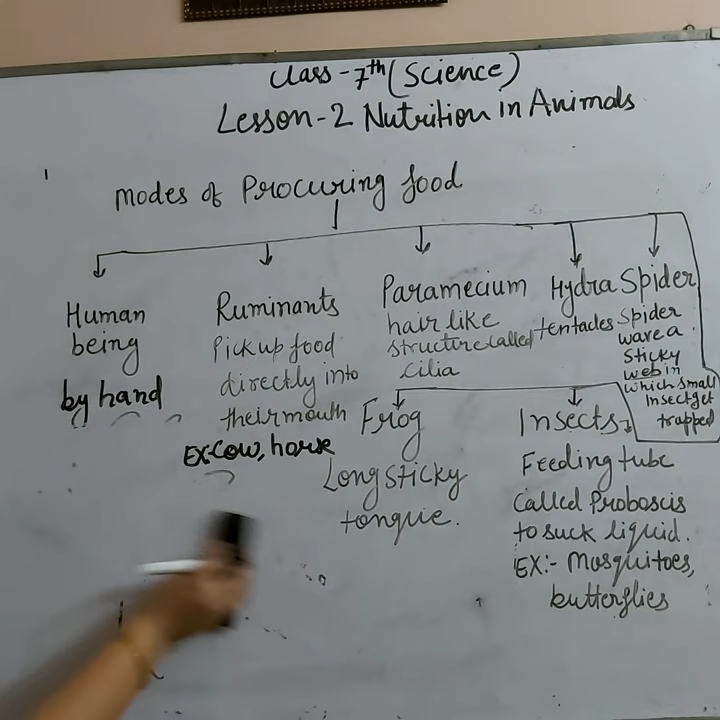 Class-7th (Science)
Lesson-2 Nutrition in Animals
Modes of Procuring food
Human
being
by hand
Ruminants
Pick up food
directly into
their mouth
Ex-Cow, horse
Paramecium
hair like
structure called
cilia
Hydra
tentacles
Spider
Spider
wave a
sticky
web in
which small
Insect get
trapped
Frog
Long sticky
tongue.
Insects
Feeding tube
Called Proboscis
to suck liquid.
EX:- Mosquitoes,
butterflies